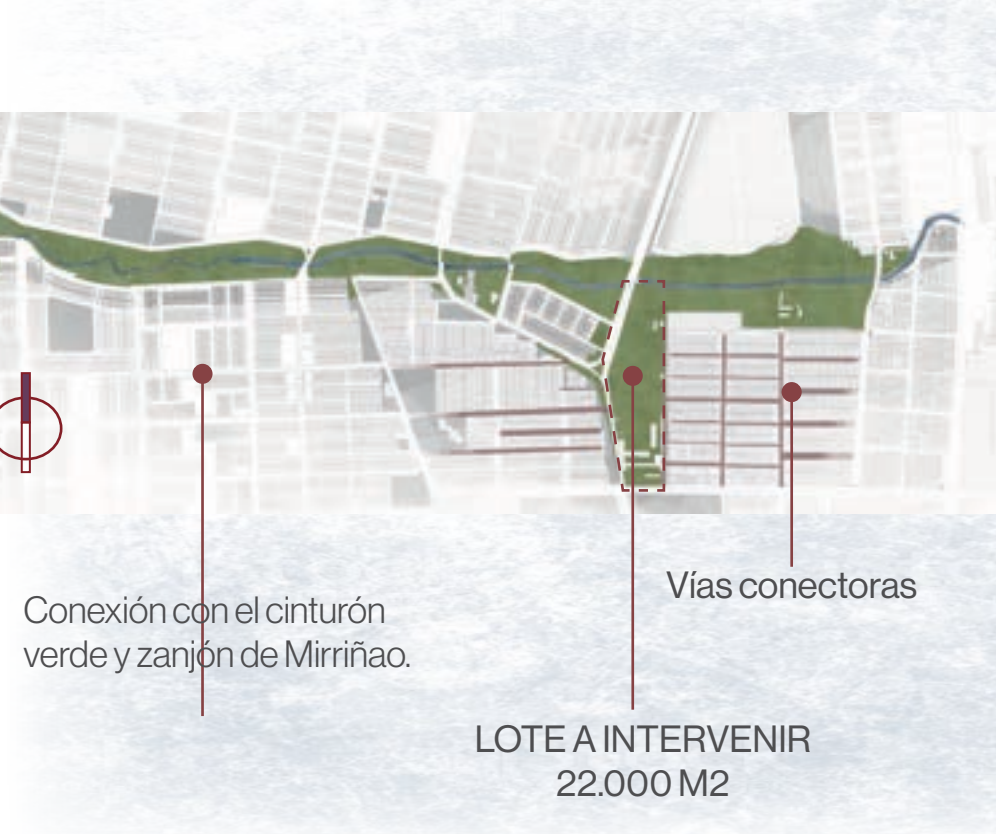 Vías conectoras
Conexión con el cinturón
verde y zanjón de Mirriñao.
LOTE A INTERVENIR
22.000 M2